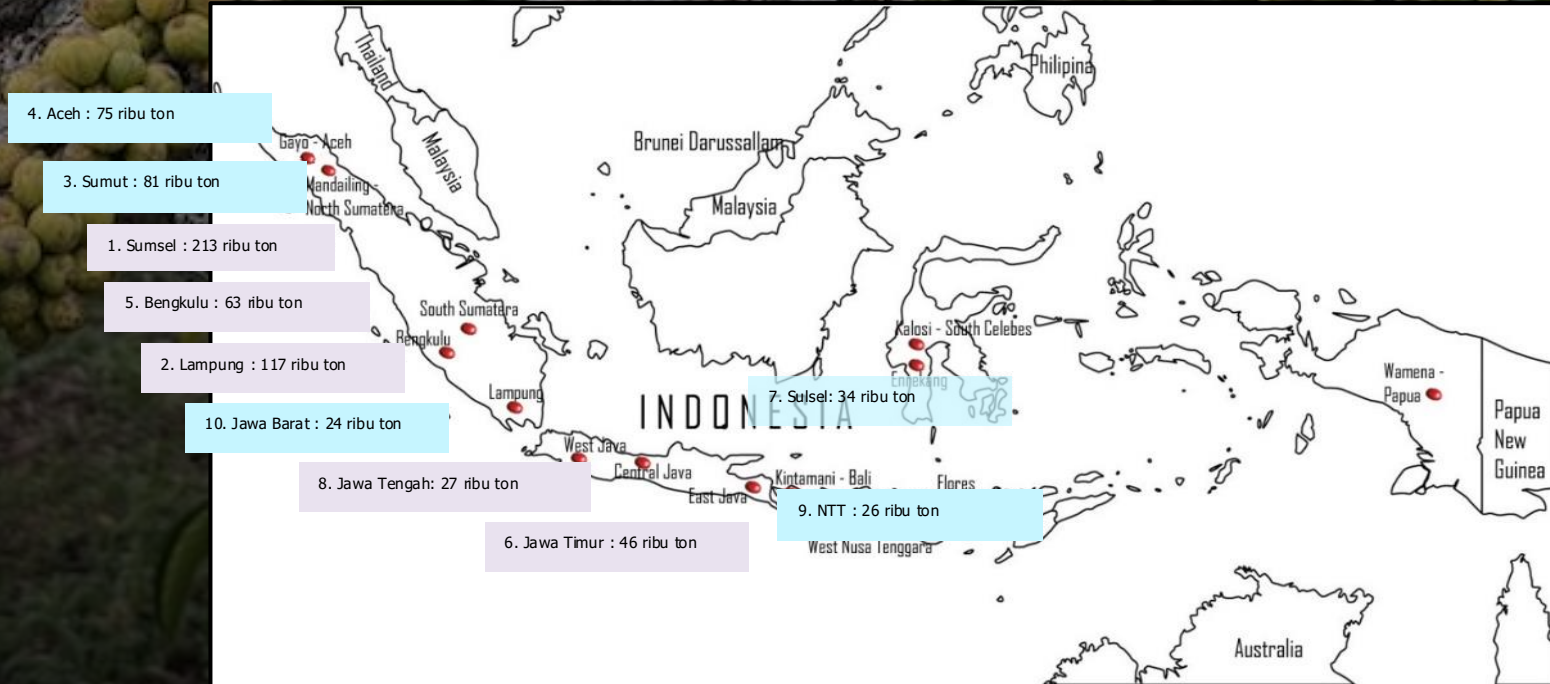 Thailand
Philipina
4. Aceh : 75 ribu ton
Gayo - Aceh
Malaysia
Brunei Darussallam
3. Sumut : 81 ribu ton
Mandailing -
North Sumatera
Malaysia
1. Sumsel : 213 ribu ton
5. Bengkulu : 63 ribu ton
South Sumatera
Bengkulu
Kalosi - South Celebes
2. Lampung : 117 ribu ton
Lampung
Wamena -
Papua
7. Sulsel: 34 ribu ton
INDONESIA
Papua
New
Guinea
10. Jawa Barat : 24 ribu ton
West Java
Central Java
8. Jawa Tengah: 27 ribu ton
East Java
Kintamani - Bali
Flores
9. NTT : 26 ribu ton
6. Jawa Timur : 46 ribu ton
West Nusa Tenggara
Australia